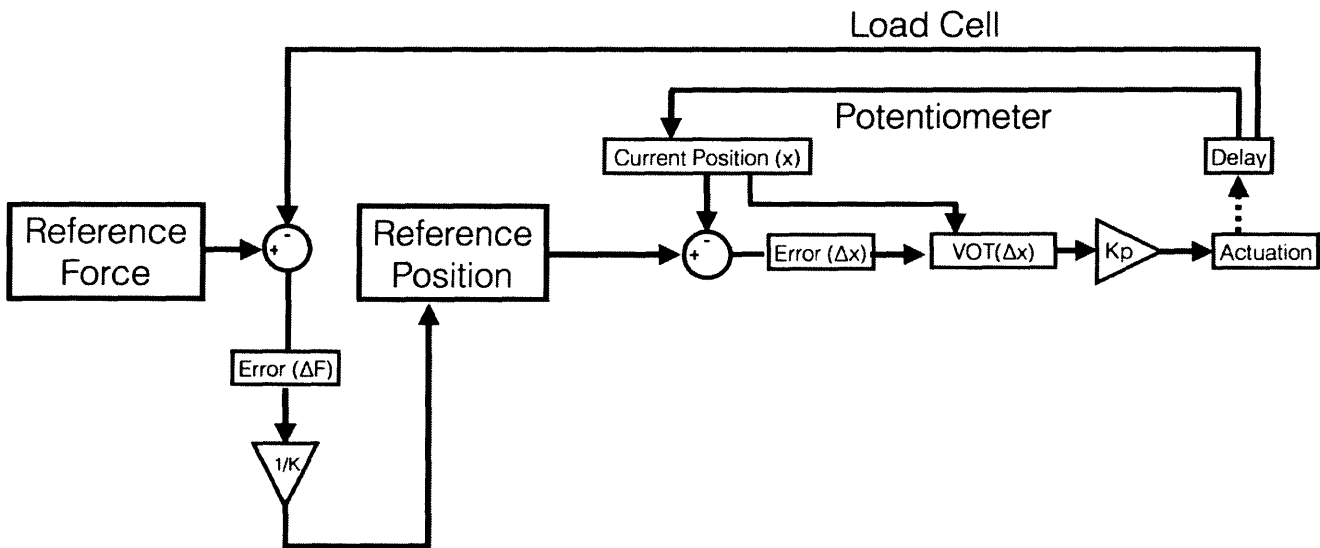 Load Cell
Potentiometer
Current Position (x)
Delay
Reference
Force
+
-
Reference
Position
+
-
Error (Δx)
VOT(Δx)
Kp
Actuation
Error (ΔF)
1/K